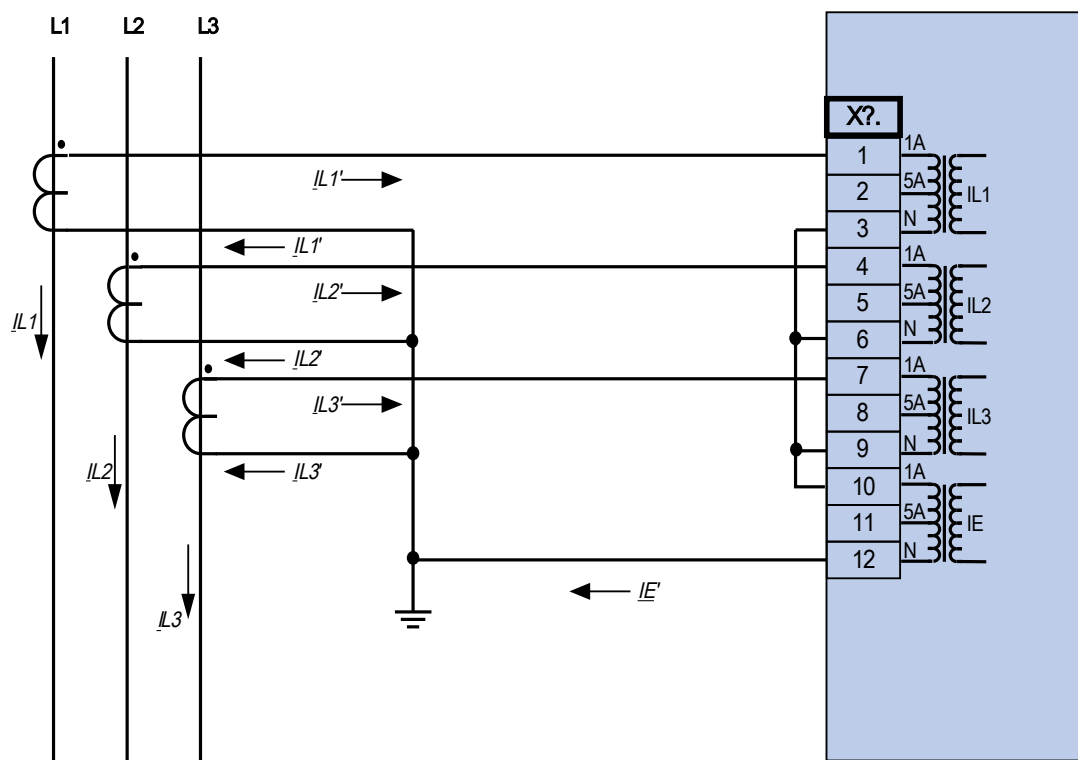 L1 L2 L3
X?.
1 1A
IL1'
2 5A IL1
3 N
IL1'
4 1A
IL2'
5 5A IL2
IL1
6 N
IL2'
7 1A
IL3'
8 5A IL3
9 N
IL2
IL3'
10 1A
11 5A IE
12 N
IE'
IL3